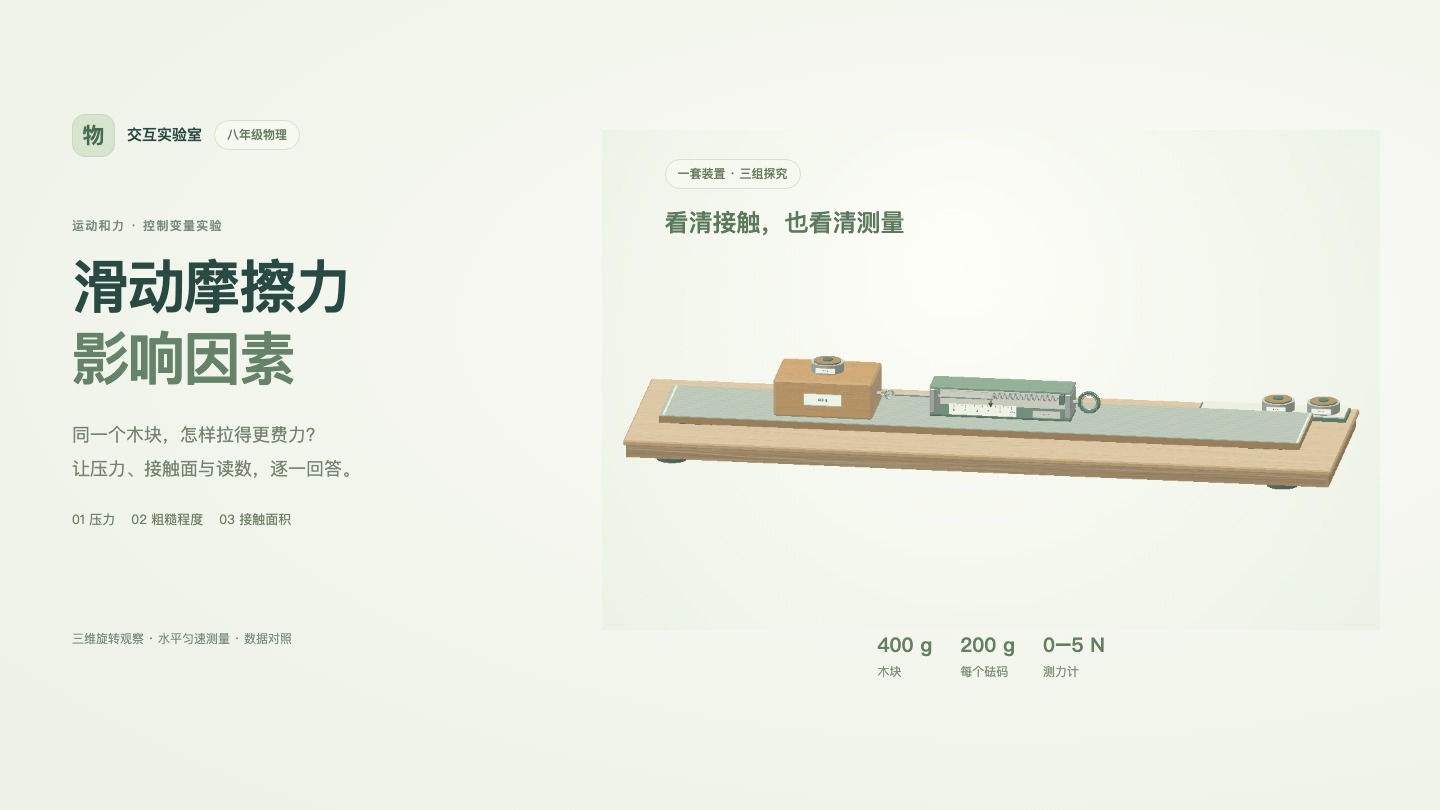 物 交互实验室 八年级物理
运动和力 · 控制变量实验
滑动摩擦力
影响因素
同一个木块，怎样拉得更费力？
让压力、接触面与读数，逐一回答。
01 压力 02 粗糙程度 03 接触面积
三维旋转观察 · 水平匀速测量 · 数据对照
一套装置 · 三组探究
看清接触，也看清测量
400 g 200 g 0—5 N
木块 每个砝码 测力计